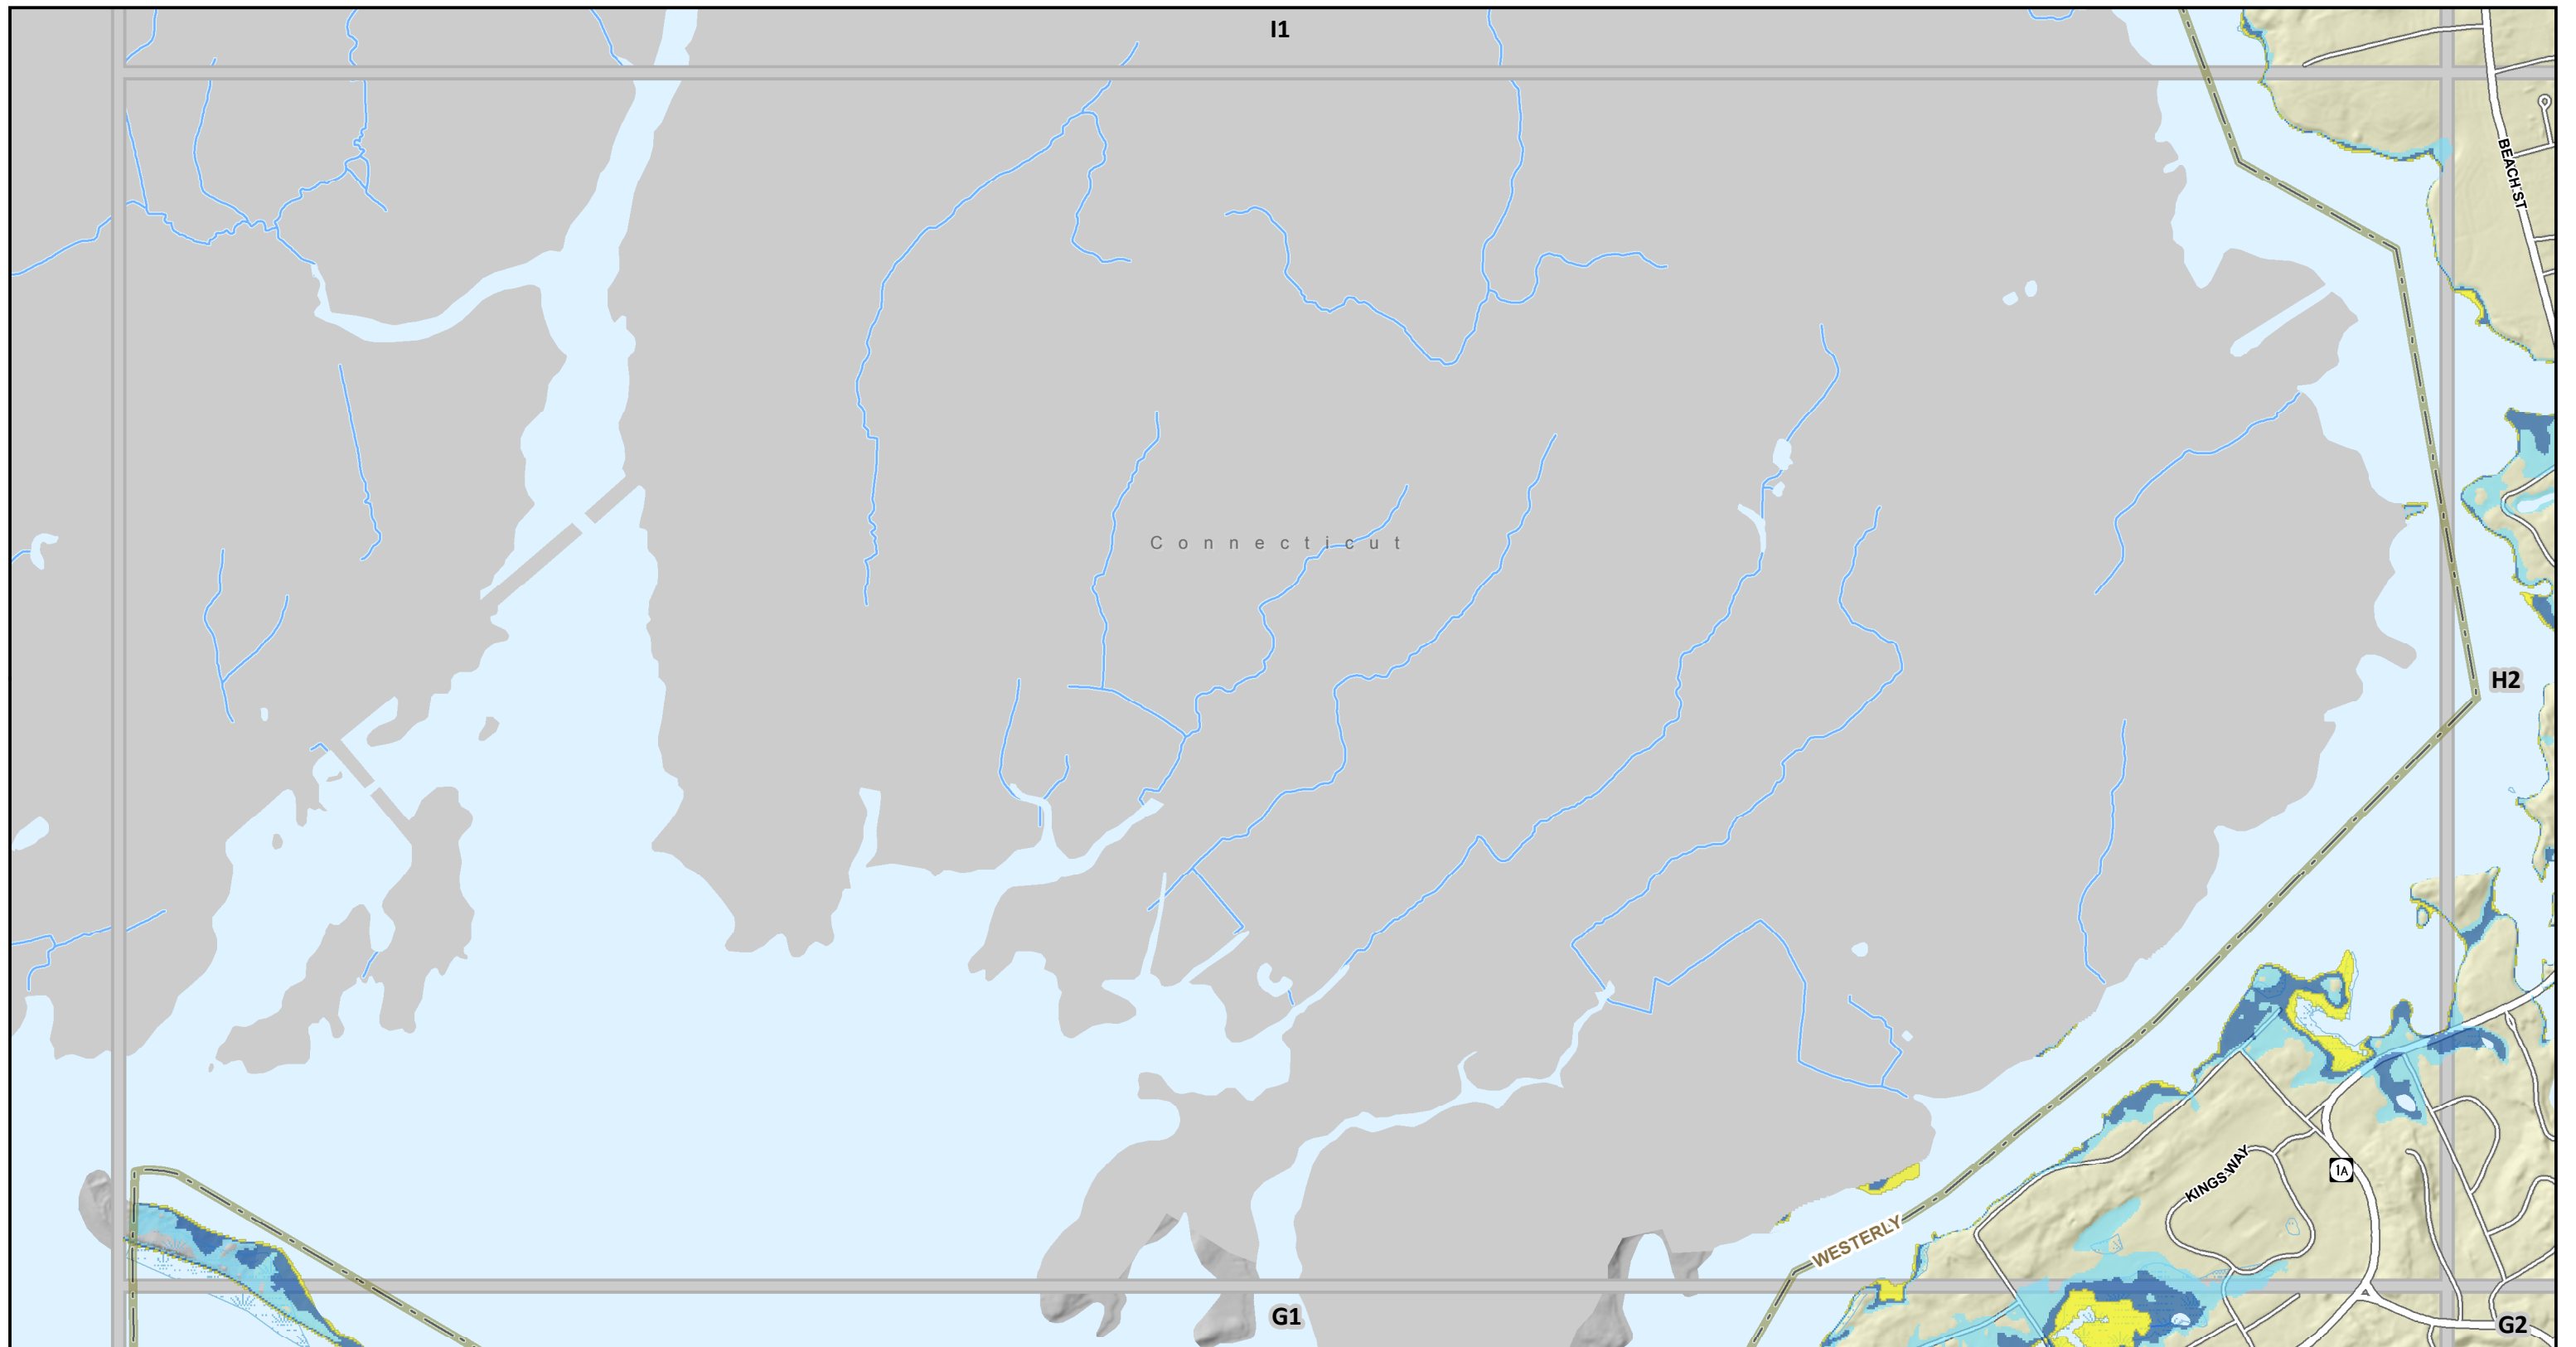 I1
BEACH ST
Connecticut
H2
KINGS WAY
1A
WESTERLY
G1
G2